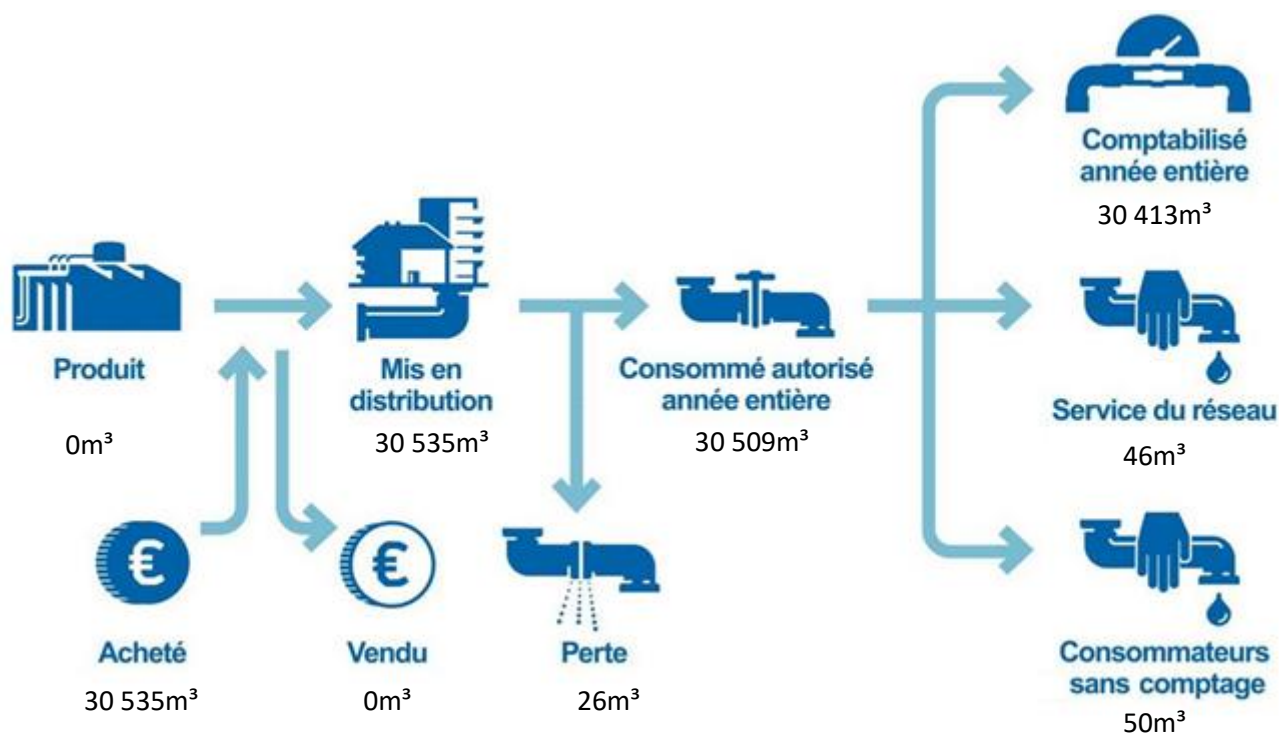 Comptabilisé
année entière
30 413m³
Produit
0m³
Mis en
distribution
30 535m³
Consommé autorisé
année entière
30 509m³
Service du réseau
46m³
€
Acheté
30 535m³
€
Vendu
0m³
Perte
26m³
Consommateurs
sans comptage
50m³